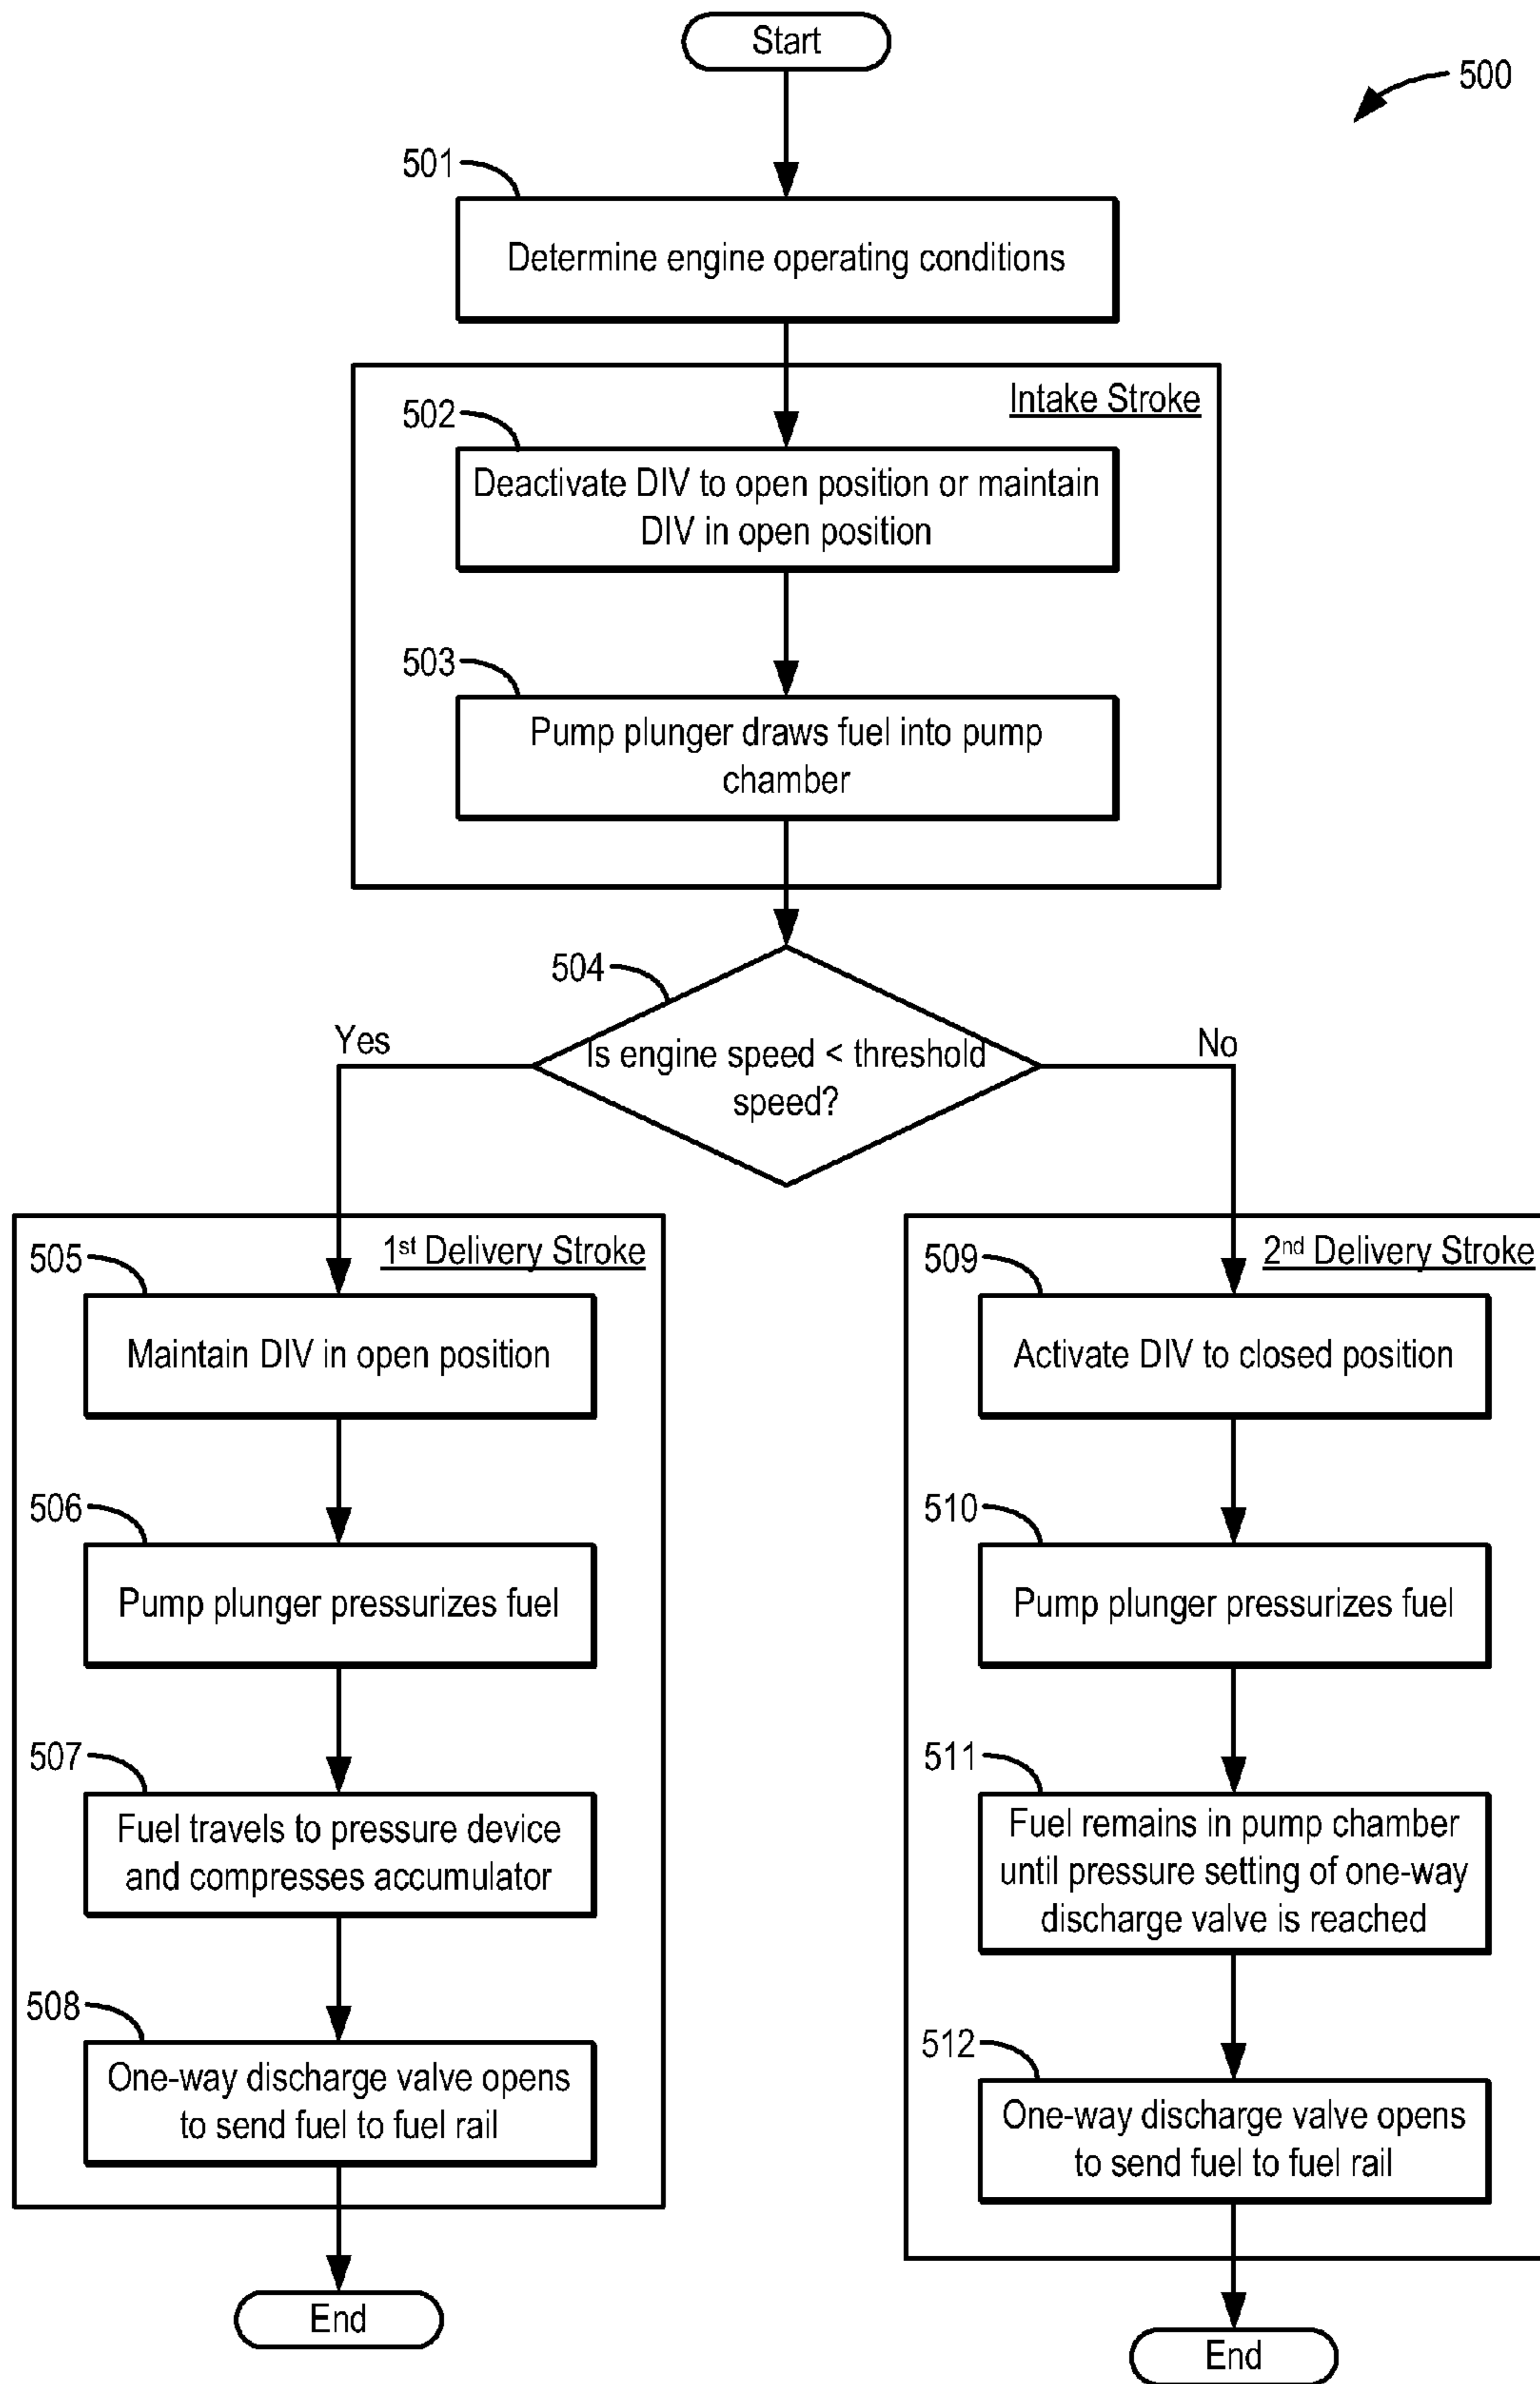 Start
500
501
Determine engine operating conditions
Intake Stroke
502
Deactivate DIV to open position or maintain
DIV in open position
503
Pump plunger draws fuel into pump
chamber
504
Is engine speed < threshold
speed?
Yes
No
1st Delivery Stroke
505
Maintain DIV in open position
506
Pump plunger pressurizes fuel
507
Fuel travels to pressure device
and compresses accumulator
508
One-way discharge valve opens
to send fuel to fuel rail
End
2nd Delivery Stroke
509
Activate DIV to closed position
510
Pump plunger pressurizes fuel
511
Fuel remains in pump chamber
until pressure setting of one-way
discharge valve is reached
512
One-way discharge valve opens
to send fuel to fuel rail
End